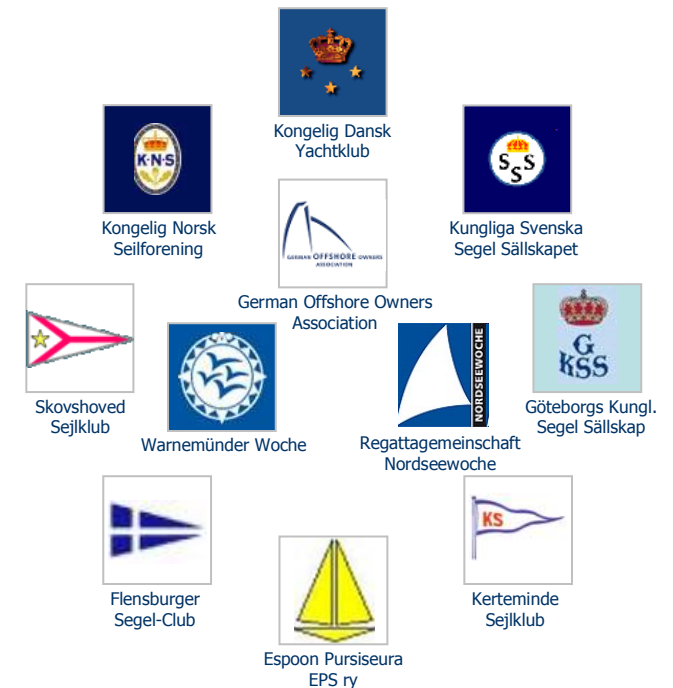 Kongelig Dansk
Yachtklub
K·N·S
Kongelig Norsk
Seilforening
SSS
Kungliga Svenska
Segel Sällskapet
GERMAN OFFSHORE OWNERS
ASSOCIATION
German Offshore Owners
Association
Skovshoved
Sejlklub
Warnemünder Woche
NORDSEEWOCHE
Regattagemeinschaft
Nordseewoche
G
KSS
Göteborgs Kungl.
Segel Sällskap
Flensburger
Segel-Club
KS
Kerteminde
Sejlklub
Espoon Pursiseura
EPS ry